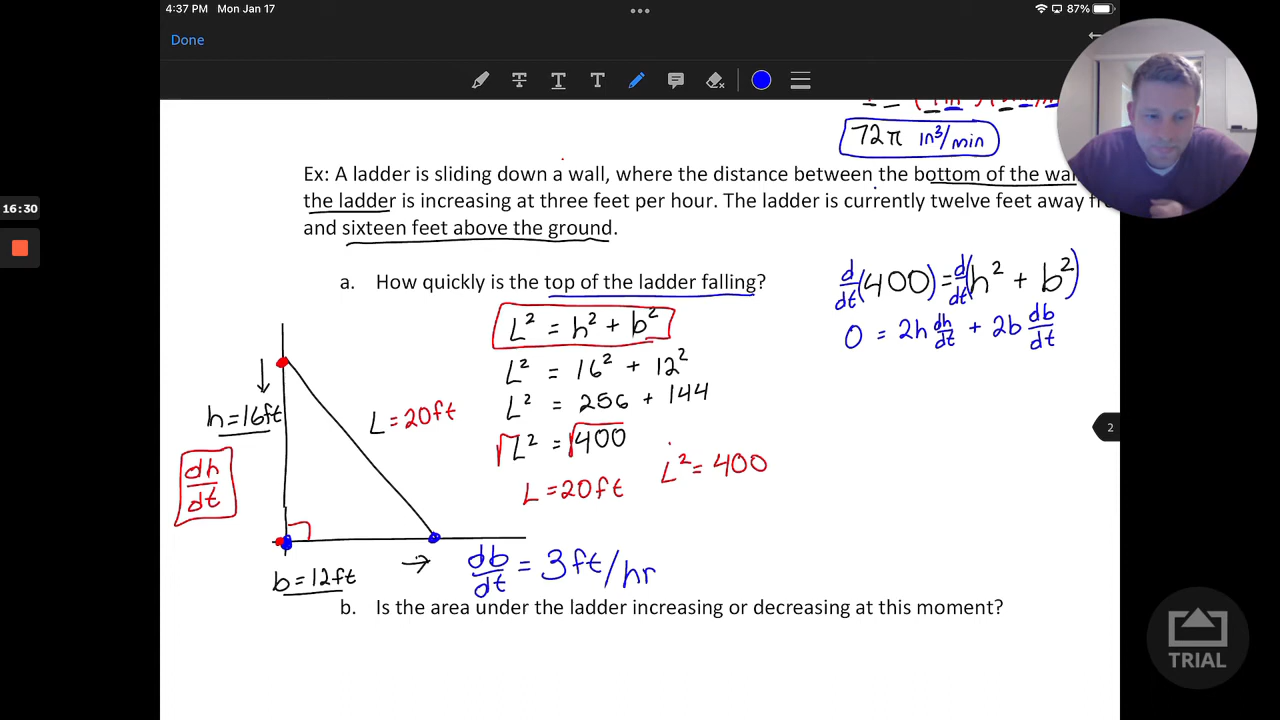 4:37 PM Mon Jan 17
87%
Done
T T T
16:30
72π in³/min
Ex: A ladder is sliding down a wall, where the distance between the bottom of the
the ladder is increasing at three feet per hour. The ladder is currently twelve feet away
and sixteen feet above the ground.
a. How quickly is the top of the ladder falling?
d/dt(400) = d/dt(h² + b²)
0 = 2h dh/dt + 2b db/dt
L² = h² + b²
L² = 16² + 12²
L² = 256 + 144
√L² = √400
L = 20ft
L² = 400
h = 16ft
L = 20ft
dh/dt
b = 12ft
→ db/dt = 3ft/hr
2
b. Is the area under the ladder increasing or decreasing at this moment?
TRIAL